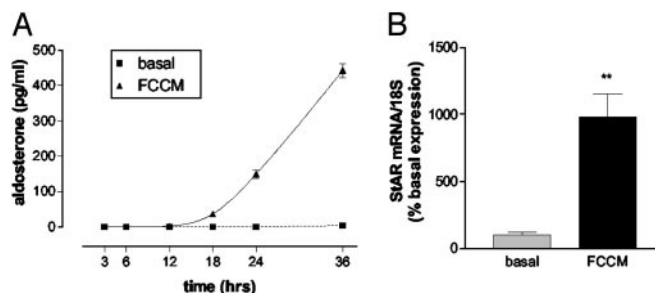 A
aldosterone (pg/ml)
500
400
300
200
100
0
basal
FCCM
3 6 12 18 24 36
time (hrs)
B
StAR mRNA/18S
(% basal expression)
1500
1000
500
0
**
basal FCCM